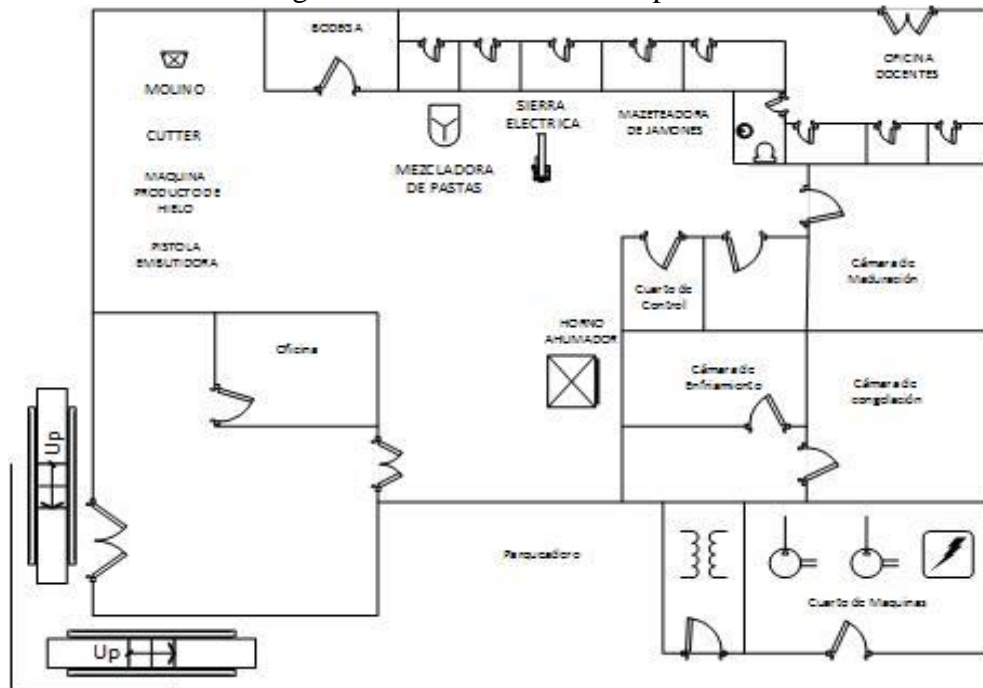 BODEGA
OFICINA
DOCENTES
MOLINO
CUTTER
MAQUINA
PRODUCTO DE
HIELO
PISTOLA
EMBUTIDORA
MEZCLADORA
DE PASTAS
SIERRA
ELECTRICA
MAZETEADORA
DE JAMONES
Cámara de
Maduración
Cuarto de
Control
HORNO
AHUMADOR
Oficina
Cámara de
Enfriamiento
Cámara de
congelación
Up
Parqueadero
Cuarto de Maquinas
Up